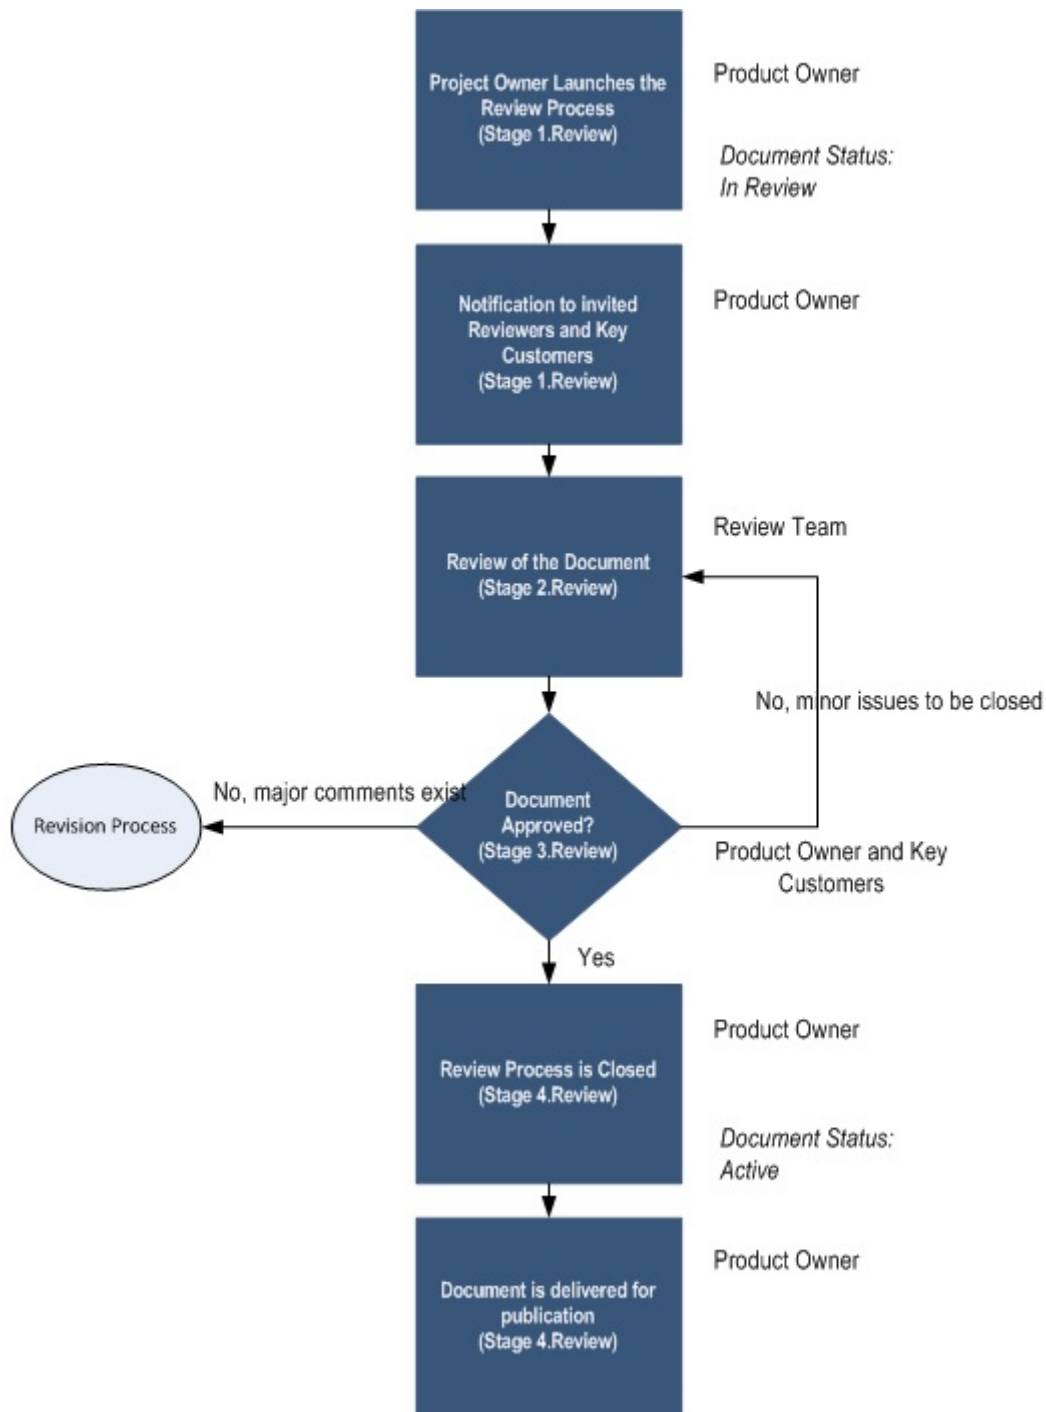 Project Owner Launches the
Review Process
(Stage 1.Review)
Product Owner
Document Status:
In Review
Notification to invited
Reviewers and Key
Customers
(Stage 1.Review)
Product Owner
Review of the Document
(Stage 2.Review)
Review Team
No, minor issues to be closed
No, major comments exist
Revision Process
Document
Approved?
(Stage 3.Review)
Product Owner and Key
Customers
Yes
Review Process is Closed
(Stage 4.Review)
Product Owner
Document Status:
Active
Document is delivered for
publication
(Stage 4.Review)
Product Owner